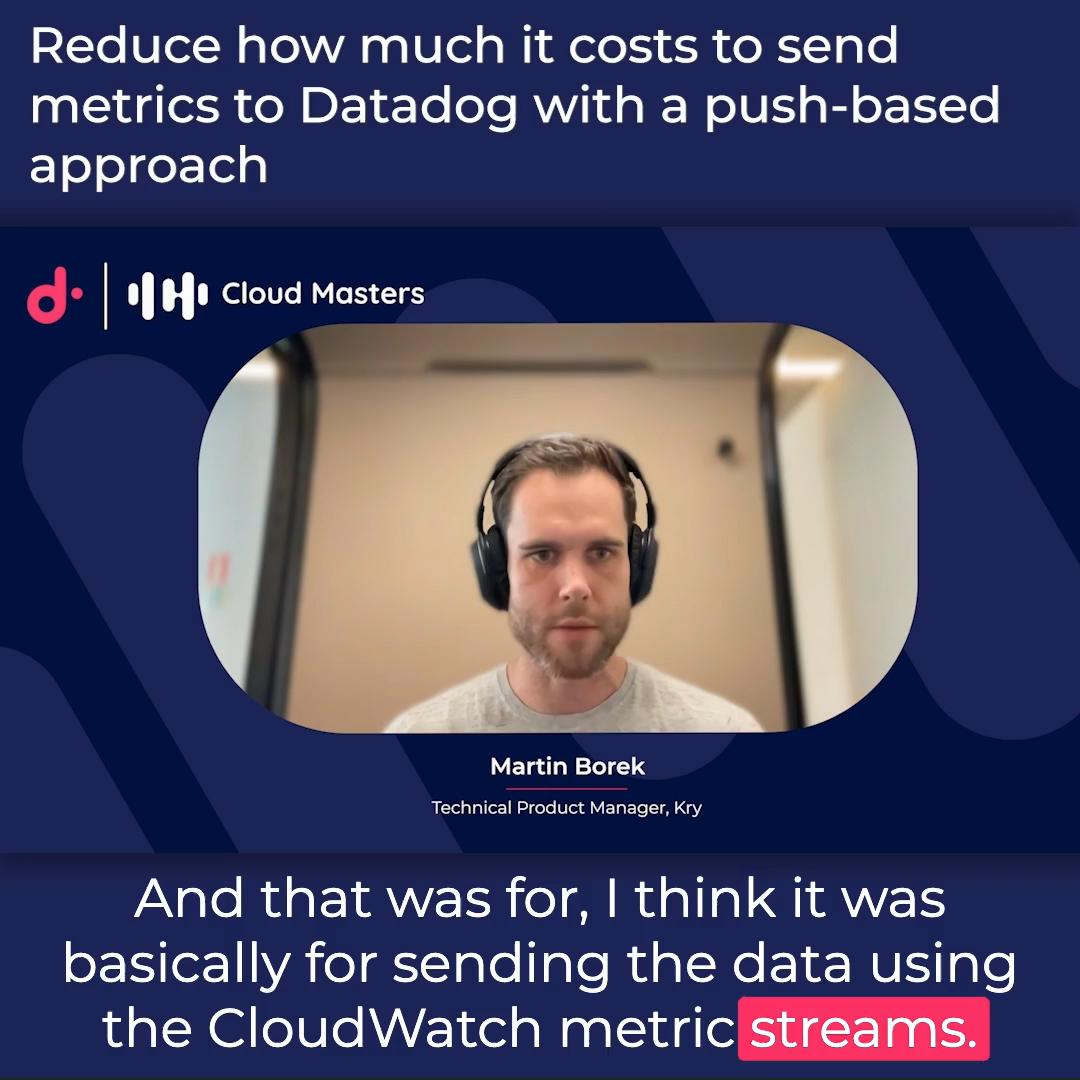 Reduce how much it costs to send
metrics to Datadog with a push-based
approach
Cloud Masters
Martin Borek
Technical Product Manager, Kry
And that was for, I think it was
basically for sending the data using
the CloudWatch metric streams.